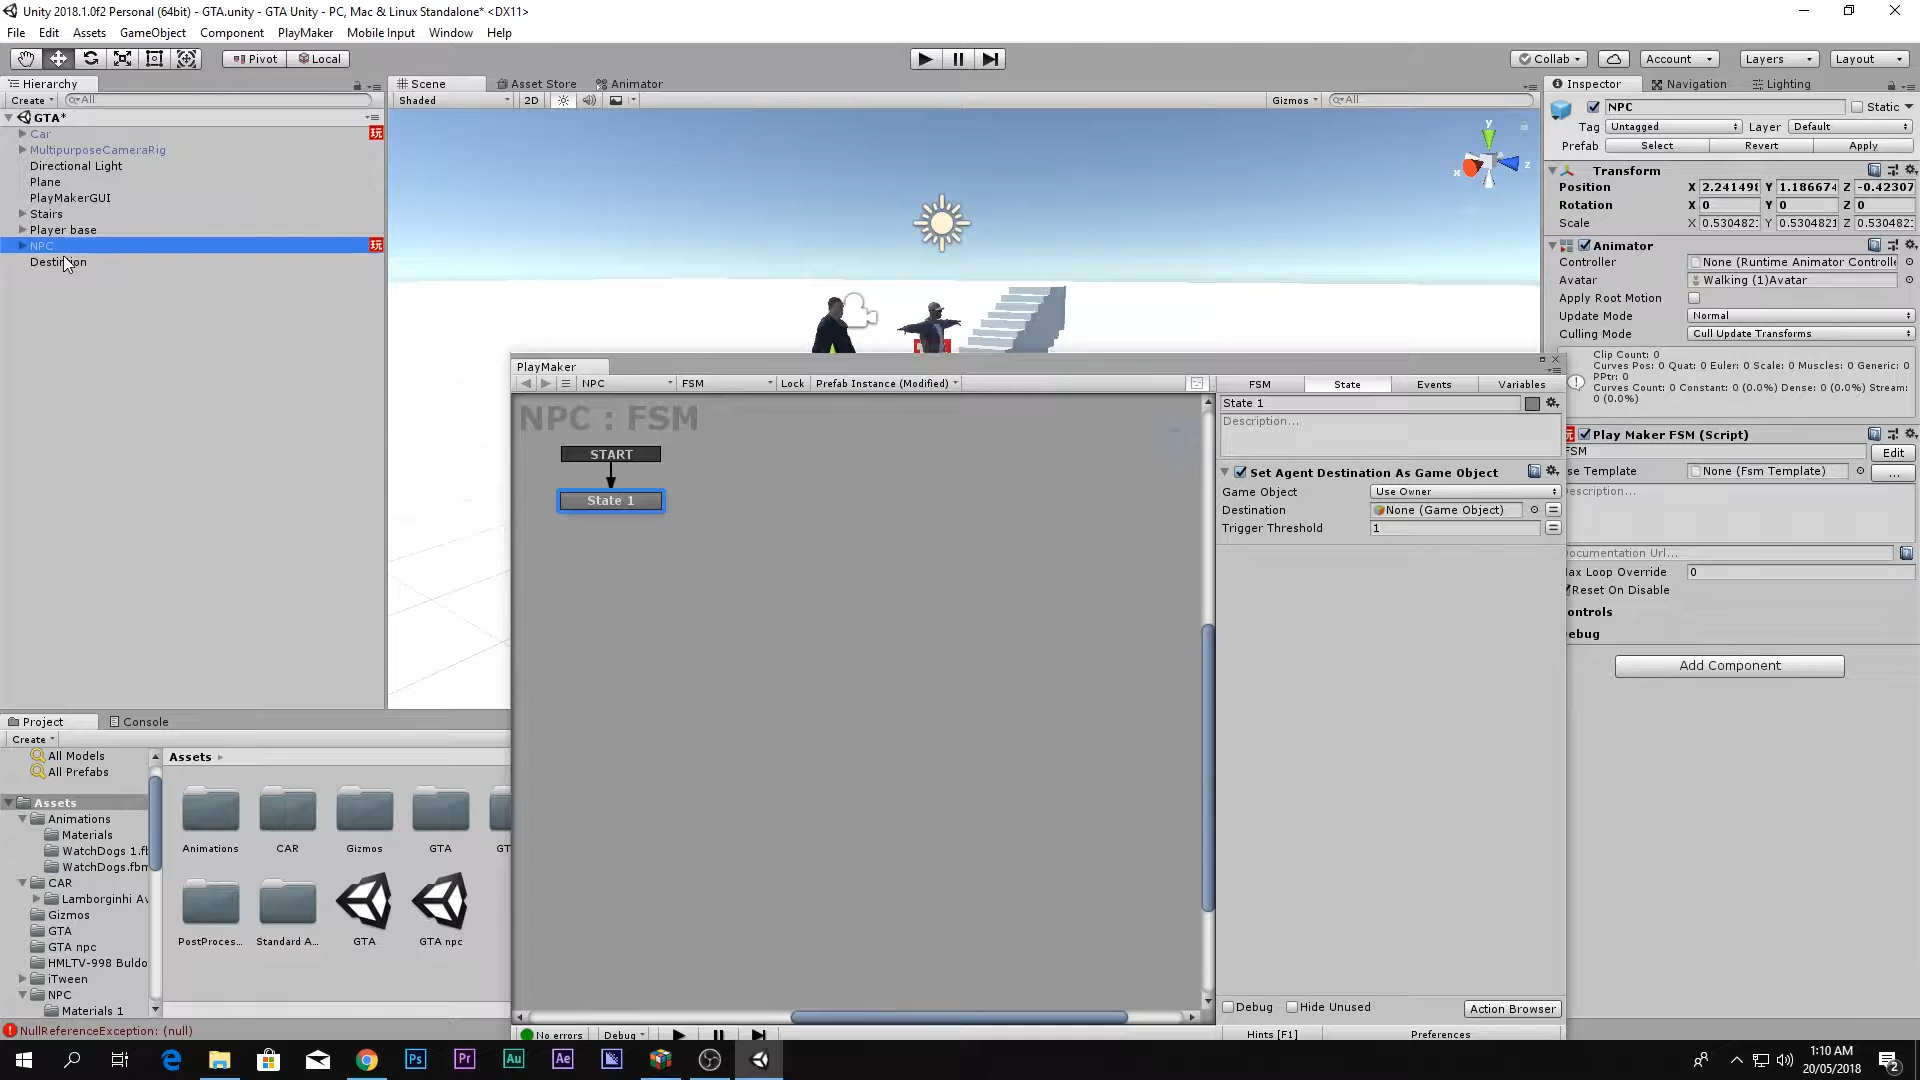 Unity 2018.1.0f2 Personal (64bit) - GTA.unity - GTA Unity - PC, Mac & Linux Standalone* <DX11>
File Edit Assets GameObject Component PlayMaker Mobile Input Window Help
Pivot Local Collab Account Layers Layout
Hierarchy
Create All
GTA*
Car 玩
MultipurposeCameraRig
Directional Light
Plane
PlayMakerGUI
Stairs
Player base
NPC 玩
Scene Asset Store Animator
Shaded 2D Gizmos All
y
x z
Inspector Navigation Lighting
NPC Static
Tag Untagged Layer Default
Prefab Select Revert Apply
Transform
Position X 2.241498 Y 1.186674 Z -0.42307
Rotation X 0 Y 0 Z 0
Scale X 0.530482 Y 0.530482 Z 0.530482
Animator
Controller None (Runtime Animator Controlle
Avatar Walking (1)Avatar
Apply Root Motion
Update Mode Normal
Culling Mode Cull Update Transforms
Clip Count: 0
Curves Pos: 0 Quat: 0 Euler: 0 Scale: 0 Muscles: 0 Generic: 0
PPtr: 0
Curves Count: 0 Constant: 0 (0.0%) Dense: 0 (0.0%) Stream:
0 (0.0%)
Play Maker FSM (Script)
FSM Edit
se Template None (Fsm Template) ...
escription...
ocumentation Url...
ax Loop Override 0
Reset On Disable
ontrols
ebug
Add Component
PlayMaker
NPC FSM Lock Prefab Instance (Modified)
NPC : FSM
START
State 1
FSM State Events Variables
State 1
Description...
Set Agent Destination As Game Object
Game Object Use Owner
Destination None (Game Object)
Trigger Threshold 1
Debug Hide Unused Action Browser
No errors Debug Hints [F1] Preferences
Project Console
Create
All Models
All Prefabs
Assets
Animations
Materials
WatchDogs 1.fb
WatchDogs.fbm
CAR
Lamborginhi Av
Gizmos
GTA
GTA npc
HMLTV-998 Buldo
iTween
NPC
Materials 1
Assets
Animations CAR Gizmos GTA GT
PostProces... Standard A... GTA GTA npc
NullReferenceException: (null)
Ps Pr Au Ae
1:10 AM
20/05/2018
2